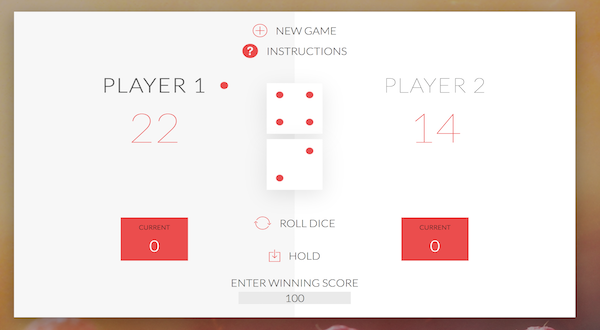 NEW GAME
? INSTRUCTIONS
PLAYER 1
PLAYER 2
22
14
CURRENT
0
ROLL DICE
CURRENT
0
HOLD
ENTER WINNING SCORE
100